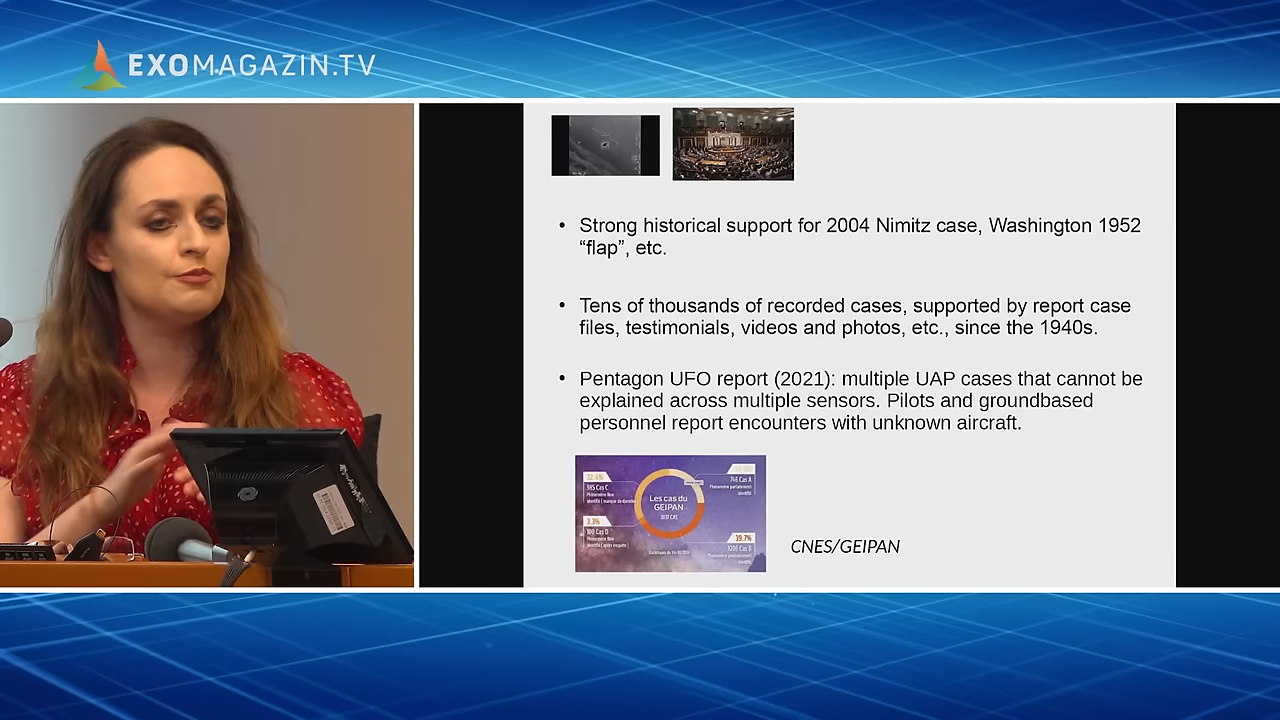 EXOMAGAZIN.TV
• Strong historical support for 2004 Nimitz case, Washington 1952
“flap”, etc.
• Tens of thousands of recorded cases, supported by report case
files, testimonials, videos and photos, etc., since the 1940s.
• Pentagon UFO report (2021): multiple UAP cases that cannot be
explained across multiple sensors. Pilots and groundbased
personnel report encounters with unknown aircraft.
Les cas du
GEIPAN
3.3%
39.7%
CNES/GEIPAN